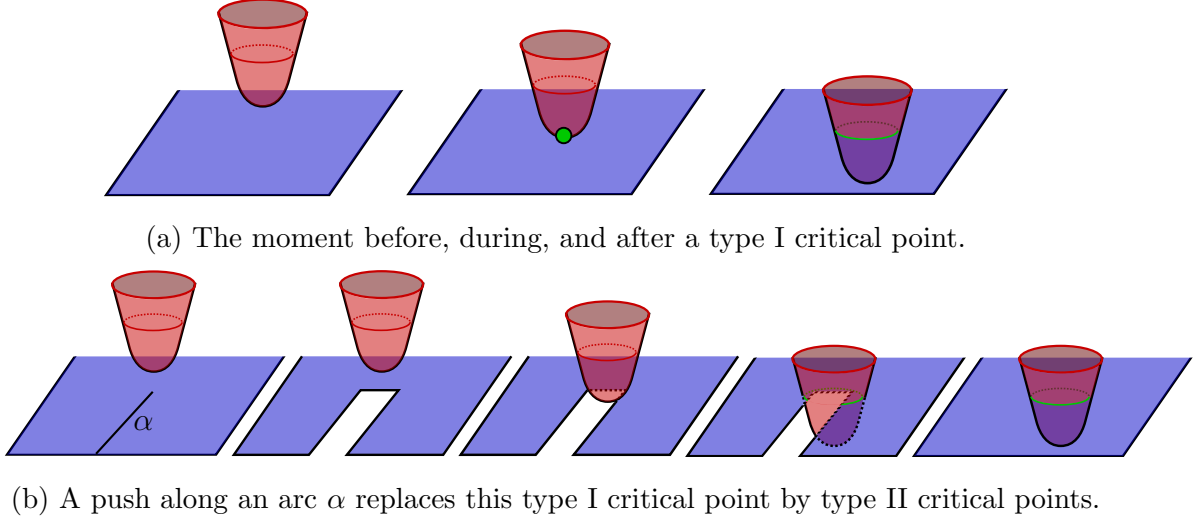 (a) The moment before, during, and after a type I critical point.
α
(b) A push along an arc α replaces this type I critical point by type II critical points.